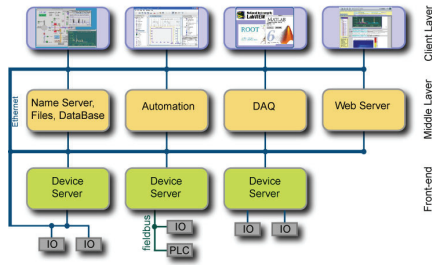 LabVIEW
MATLAB
ROOT
6
Client Layer
Ethernet
Name Server,
Files, DataBase
Automation
DAQ
Web Server
Middle Layer
Device
Server
Device
Server
Device
Server
Front-end
fieldbus
IO
IO
IO
PLC
IO
IO